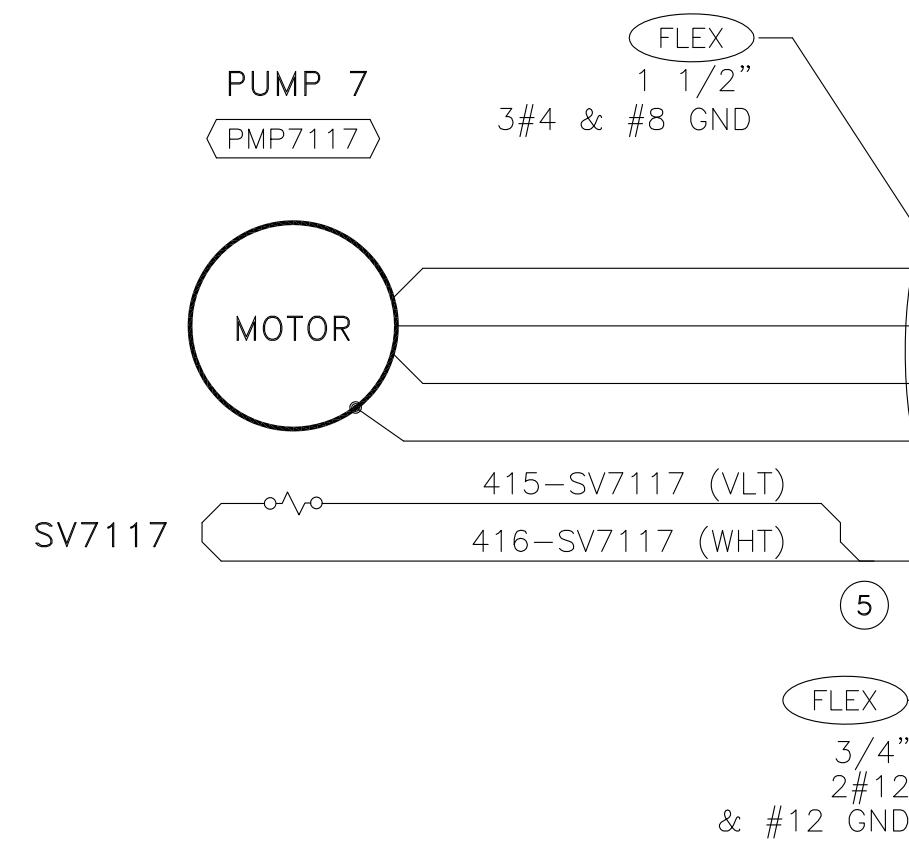 FLEX
1 1/2"
3#4 & #8 GND
PUMP 7
PMP7117
MOTOR
415-SV7117 (VLT)
SV7117
416-SV7117 (WHT)
5
FLEX
3/4"
2#12
& #12 GND